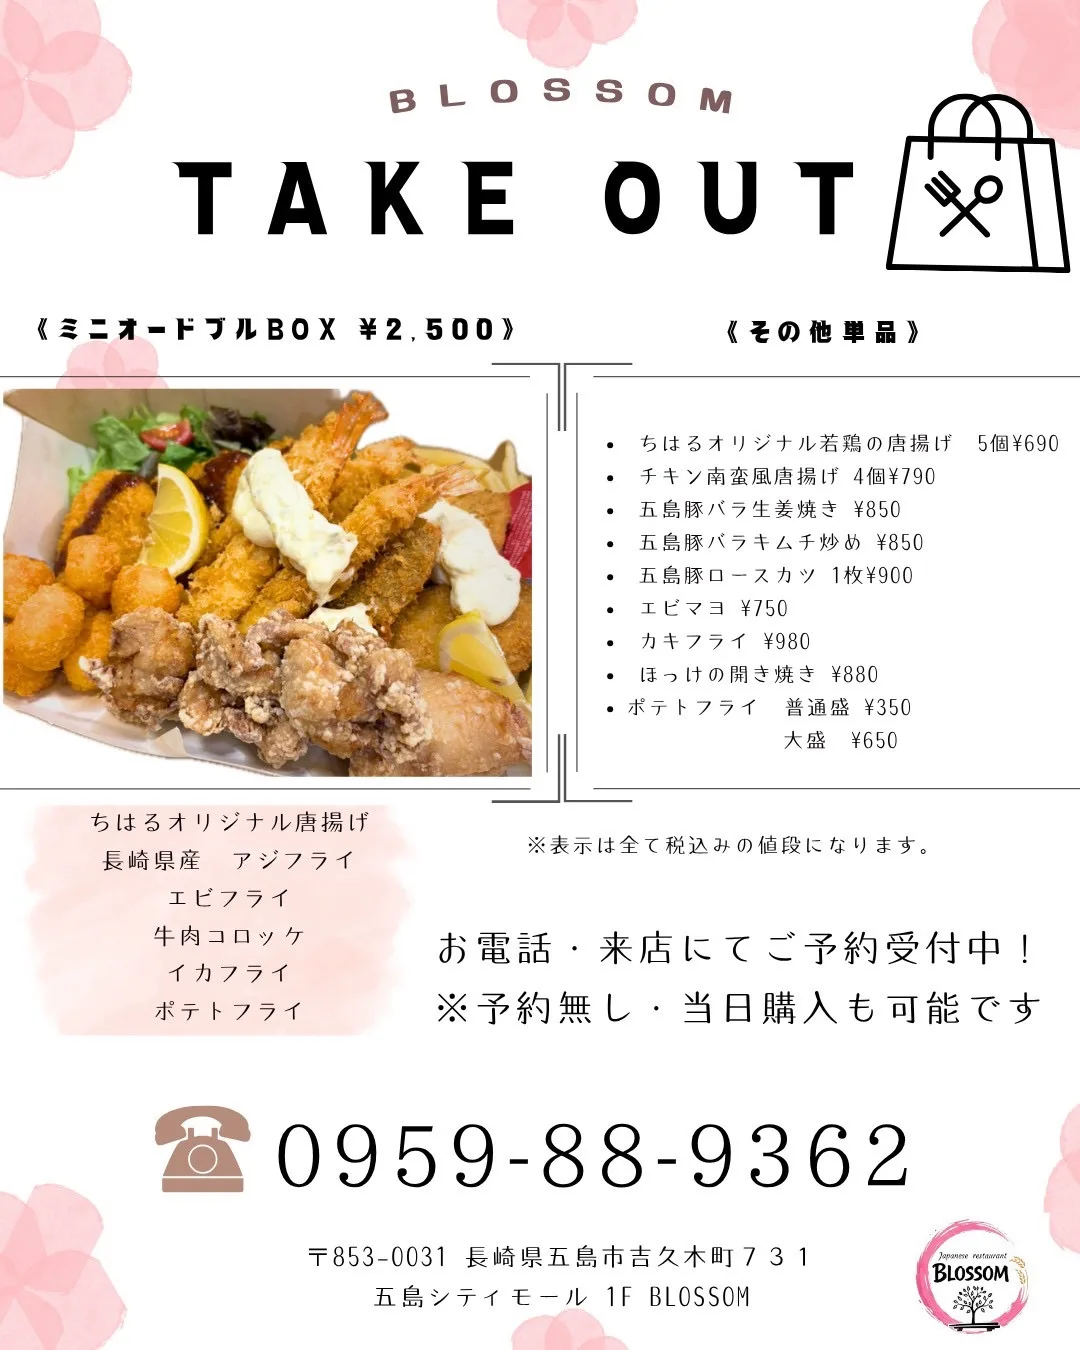 BLOSSOM
TAKE OUT
《ミニオードブルBOX ¥2,500》
《その他単品》
• ちはるオリジナル若鶏の唐揚げ　5個¥690
• チキン南蛮風唐揚げ 4個¥790
• 五島豚バラ生姜焼き ¥850
• 五島豚バラキムチ炒め ¥850
• 五島豚ロースカツ 1枚¥900
• エビマヨ ¥750
• カキフライ ¥980
• ほっけの開き焼き ¥880
• ポテトフライ　普通盛 ¥350
大盛　¥650
ちはるオリジナル唐揚げ
長崎県産　アジフライ
エビフライ
牛肉コロッケ
イカフライ
ポテトフライ
※表示は全て税込みの値段になります。
お電話・来店にてご予約受付中！
※予約無し・当日購入も可能です
0959-88-9362
〒853-0031 長崎県五島市吉久木町７３１
五島シティモール 1F BLOSSOM
Japanese restaurant
BLOSSOM